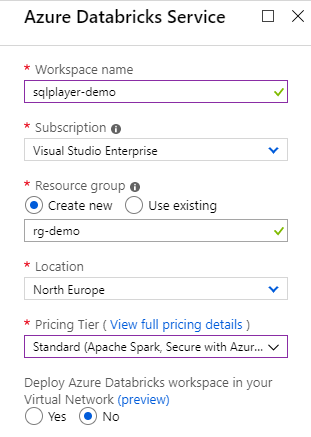 Azure Databricks Service
* Workspace name
sqlplayer-demo
* Subscription
Visual Studio Enterprise
* Resource group
Create new Use existing
rg-demo
* Location
North Europe
* Pricing Tier ( View full pricing details )
Standard (Apache Spark, Secure with Azur...
Deploy Azure Databricks workspace in your
Virtual Network (preview)
Yes No